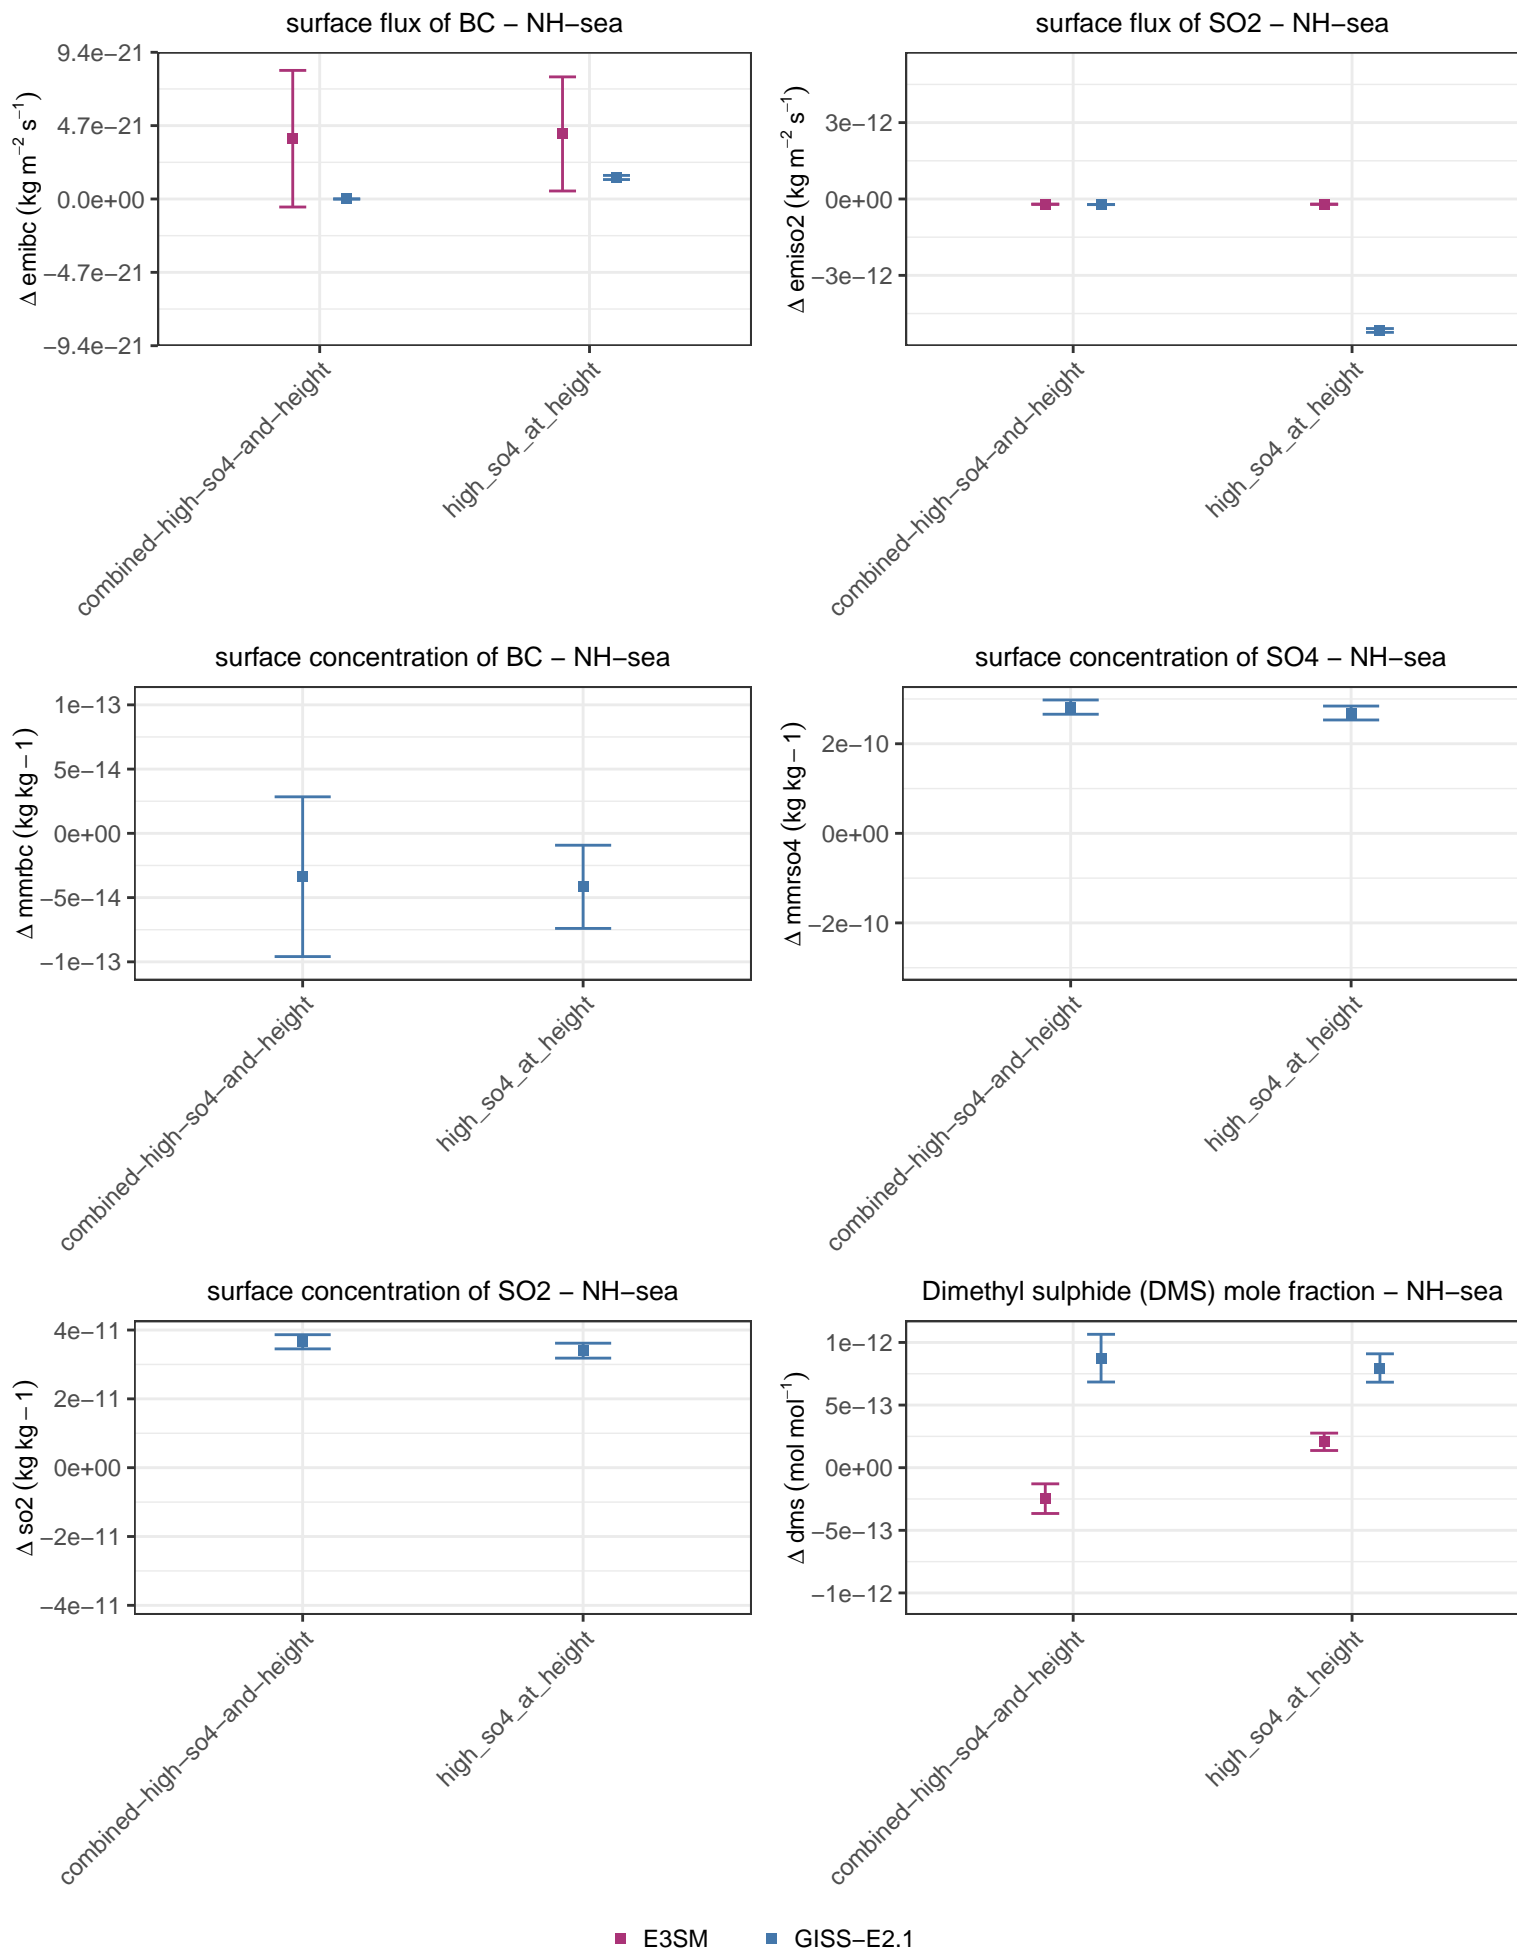 surface flux of BC − NH−sea
Δ emibc (kg m−2 s−1)
9.4e−21
4.7e−21
0.0e+00
−4.7e−21
−9.4e−21
combined−high−so4−and−height
high_so4_at_height
surface flux of SO2 − NH−sea
Δ emiso2 (kg m−2 s−1)
3e−12
0e+00
−3e−12
combined−high−so4−and−height
high_so4_at_height
surface concentration of BC − NH−sea
Δ mmrbc (kg kg − 1)
1e−13
5e−14
0e+00
−5e−14
−1e−13
combined−high−so4−and−height
high_so4_at_height
surface concentration of SO4 − NH−sea
Δ mmrso4 (kg kg − 1)
2e−10
0e+00
−2e−10
combined−high−so4−and−height
high_so4_at_height
surface concentration of SO2 − NH−sea
Δ so2 (kg kg − 1)
4e−11
2e−11
0e+00
−2e−11
−4e−11
combined−high−so4−and−height
high_so4_at_height
Dimethyl sulphide (DMS) mole fraction − NH−sea
Δ dms (mol mol−1)
1e−12
5e−13
0e+00
−5e−13
−1e−12
combined−high−so4−and−height
high_so4_at_height
E3SM
GISS−E2.1